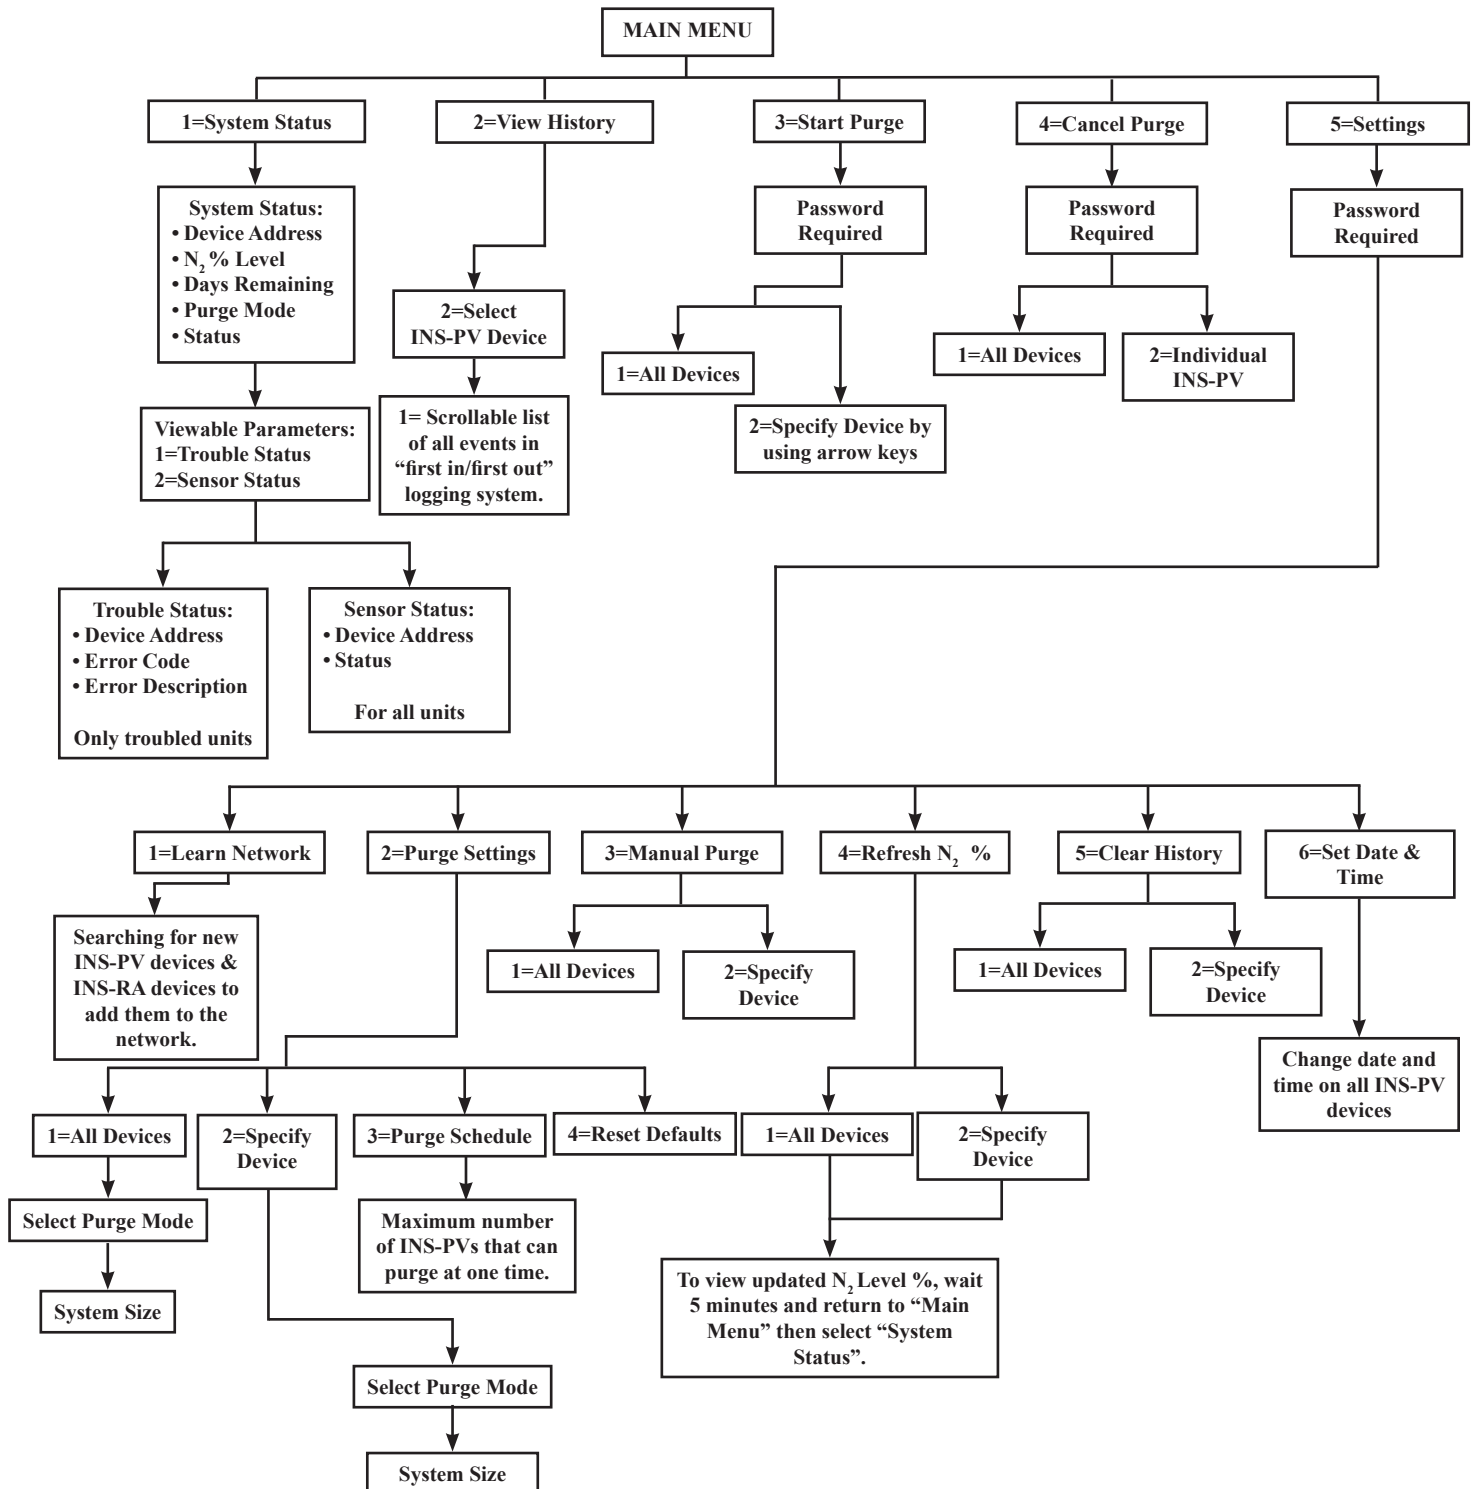 MAIN MENU
1=System Status
2=View History
3=Start Purge
4=Cancel Purge
5=Settings
System Status:
• Device Address
• N2% Level
• Days Remaining
• Purge Mode
• Status
Password
Required
Password
Required
Password
Required
2=Select
INS-PV Device
1=All Devices
2=Specify Device by
using arrow keys
1=All Devices
2=Individual
INS-PV
Viewable Parameters:
1=Trouble Status
2=Sensor Status
1= Scrollable list
of all events in
“first in/first out”
logging system.
Trouble Status:
• Device Address
• Error Code
• Error Description
Only troubled units
Sensor Status:
• Device Address
• Status
For all units
1=Learn Network
2=Purge Settings
3=Manual Purge
4=Refresh N2 %
5=Clear History
6=Set Date &
Time
Searching for new
INS-PV devices &
INS-RA devices to
add them to the
network.
1=All Devices
2=Specify
Device
1=All Devices
2=Specify
Device
Change date and
time on all INS-PV
devices
1=All Devices
2=Specify
Device
3=Purge Schedule
4=Reset Defaults
1=All Devices
2=Specify
Device
Select Purge Mode
System Size
Maximum number
of INS-PVs that can
purge at one time.
To view updated N2 Level %, wait
5 minutes and return to “Main
Menu” then select “System
Status”.
Select Purge Mode
System Size